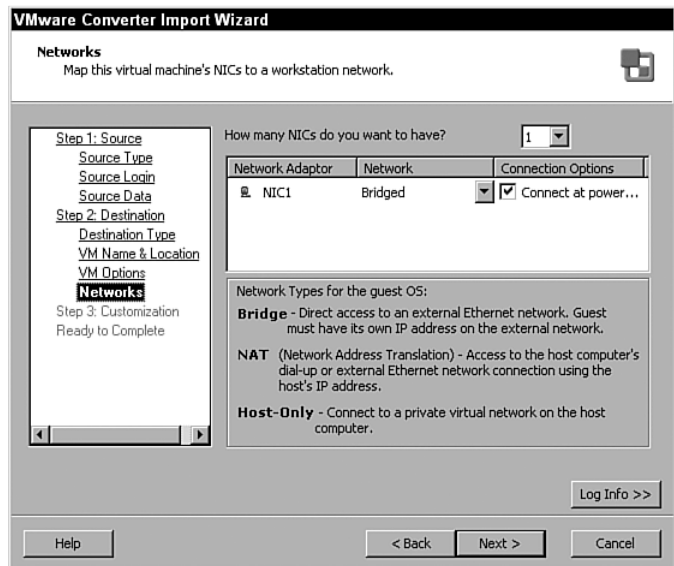 VMware Converter Import Wizard
Networks
Map this virtual machine's NICs to a workstation network.
Step 1: Source
Source Type
Source Login
Source Data
Step 2: Destination
Destination Type
VM Name & Location
VM Options
Networks
Step 3: Customization
Ready to Complete
How many NICs do you want to have?
1
Network Adaptor Network Connection Options
NIC1 Bridged Connect at power...
Network Types for the guest OS:
Bridge - Direct access to an external Ethernet network. Guest
must have its own IP address on the external network.
NAT (Network Address Translation) - Access to the host computer's
dial-up or external Ethernet network connection using the
host's IP address.
Host-Only - Connect to a private virtual network on the host
computer.
Log Info >>
Help < Back Next > Cancel